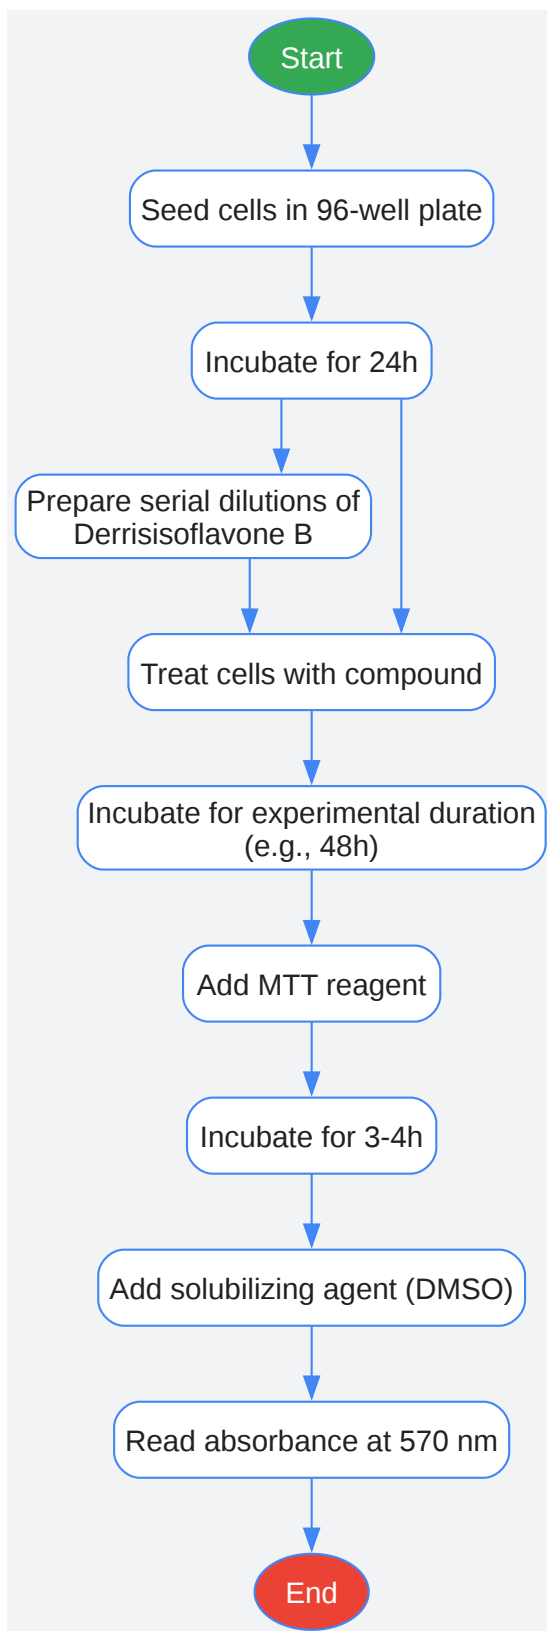 Start
Seed cells in 96-well plate
Incubate for 24h
Prepare serial dilutions of
Derrisisoflavone B
Treat cells with compound
Incubate for experimental duration
(e.g., 48h)
Add MTT reagent
Incubate for 3-4h
Add solubilizing agent (DMSO)
Read absorbance at 570 nm
End